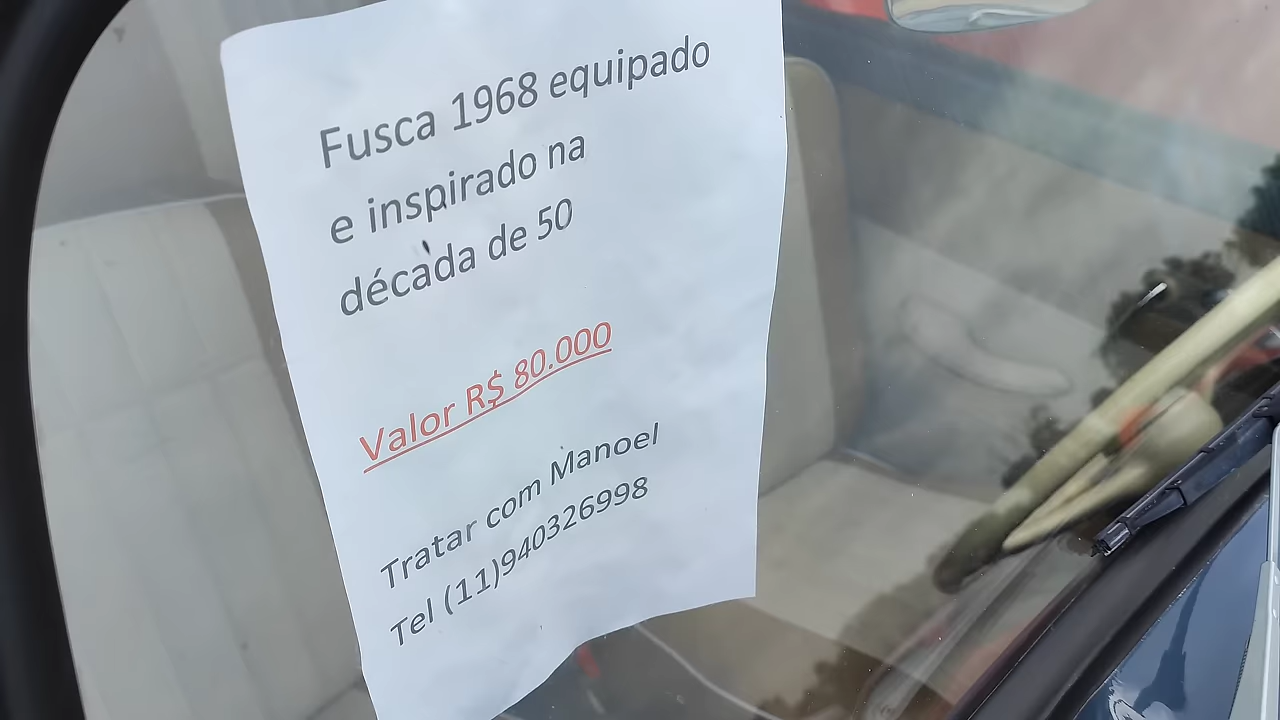 Fusca 1968 equipado
e inspirado na
década de 50
Valor R$ 80.000
Tratar com Manoel
Tel (11)940326998